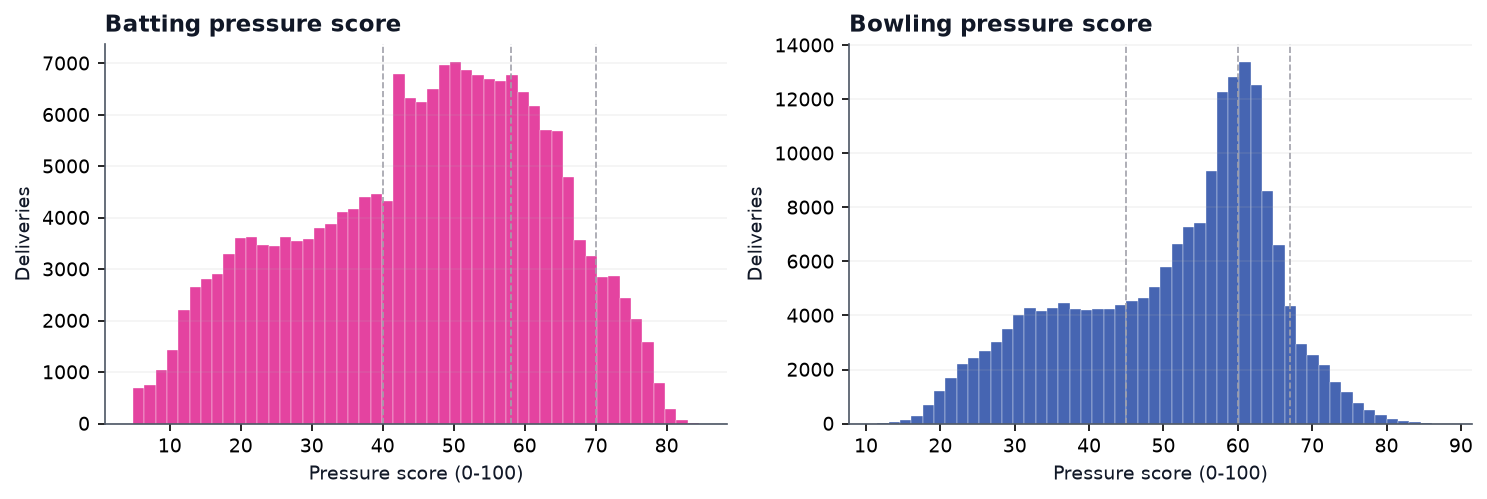 Batting pressure score
Deliveries
7000
6000
5000
4000
3000
2000
1000
0
10 20 30 40 50 60 70 80
Pressure score (0-100)
Bowling pressure score
Deliveries
14000
12000
10000
8000
6000
4000
2000
0
10 20 30 40 50 60 70 80 90
Pressure score (0-100)